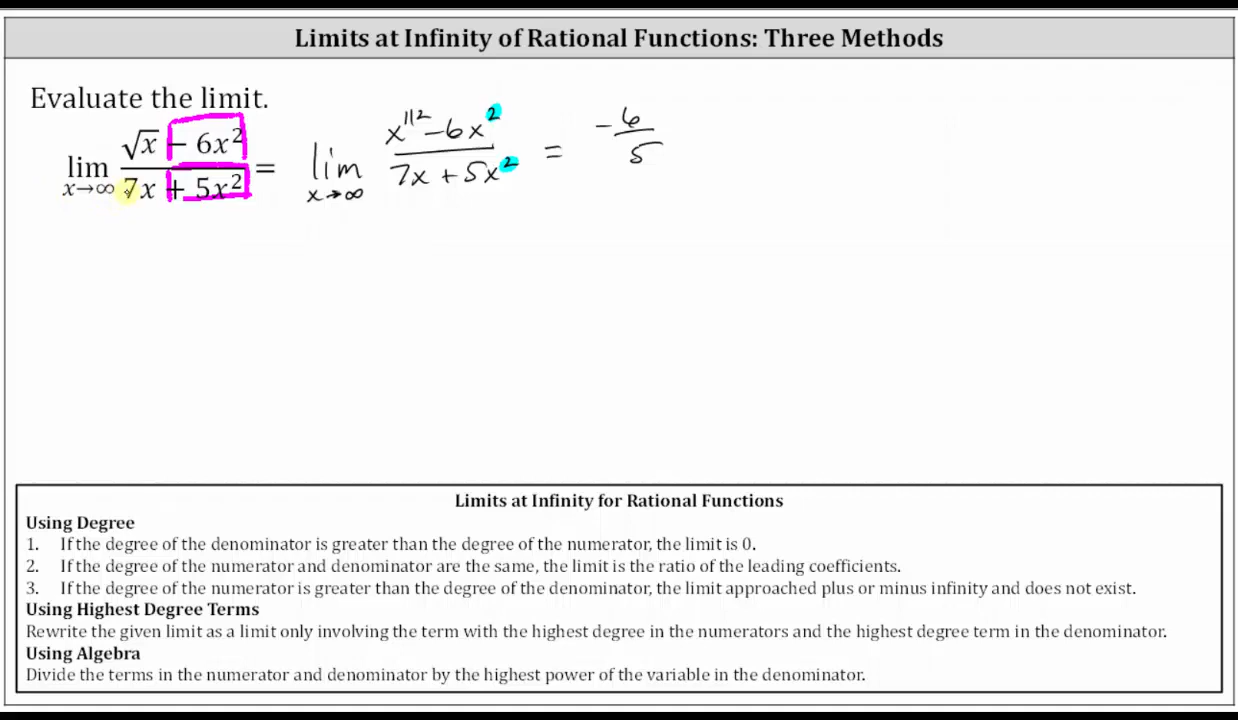 Limits at Infinity of Rational Functions: Three Methods
Evaluate the limit.
lim x→∞ (√x − 6x²)/(7x + 5x²) = lim x→∞ (x^1/2 − 6x²)/(7x + 5x²) = −6/5
Limits at Infinity for Rational Functions
Using Degree
1. If the degree of the denominator is greater than the degree of the numerator, the limit is 0.
2. If the degree of the numerator and denominator are the same, the limit is the ratio of the leading coefficients.
3. If the degree of the numerator is greater than the degree of the denominator, the limit approached plus or minus infinity and does not exist.
Using Highest Degree Terms
Rewrite the given limit as a limit only involving the term with the highest degree in the numerators and the highest degree term in the denominator.
Using Algebra
Divide the terms in the numerator and denominator by the highest power of the variable in the denominator.